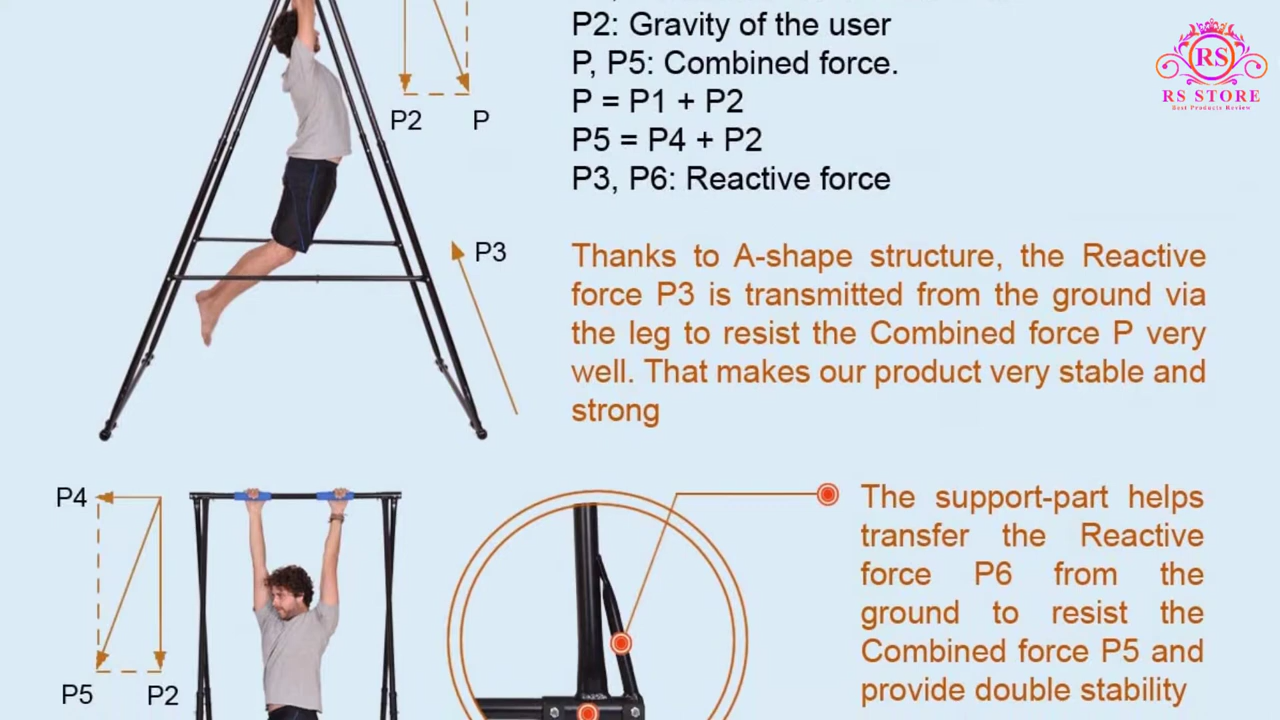 P2: Gravity of the user
P, P5: Combined force.
P = P1 + P2
P5 = P4 + P2
P3, P6: Reactive force
RS
RS STORE
Best Products Review
P2
P
P3
Thanks to A-shape structure, the Reactive
force P3 is transmitted from the ground via
the leg to resist the Combined force P very
well. That makes our product very stable and
strong
P4
P5
P2
The support-part helps
transfer the Reactive
force P6 from the
ground to resist the
Combined force P5 and
provide double stability